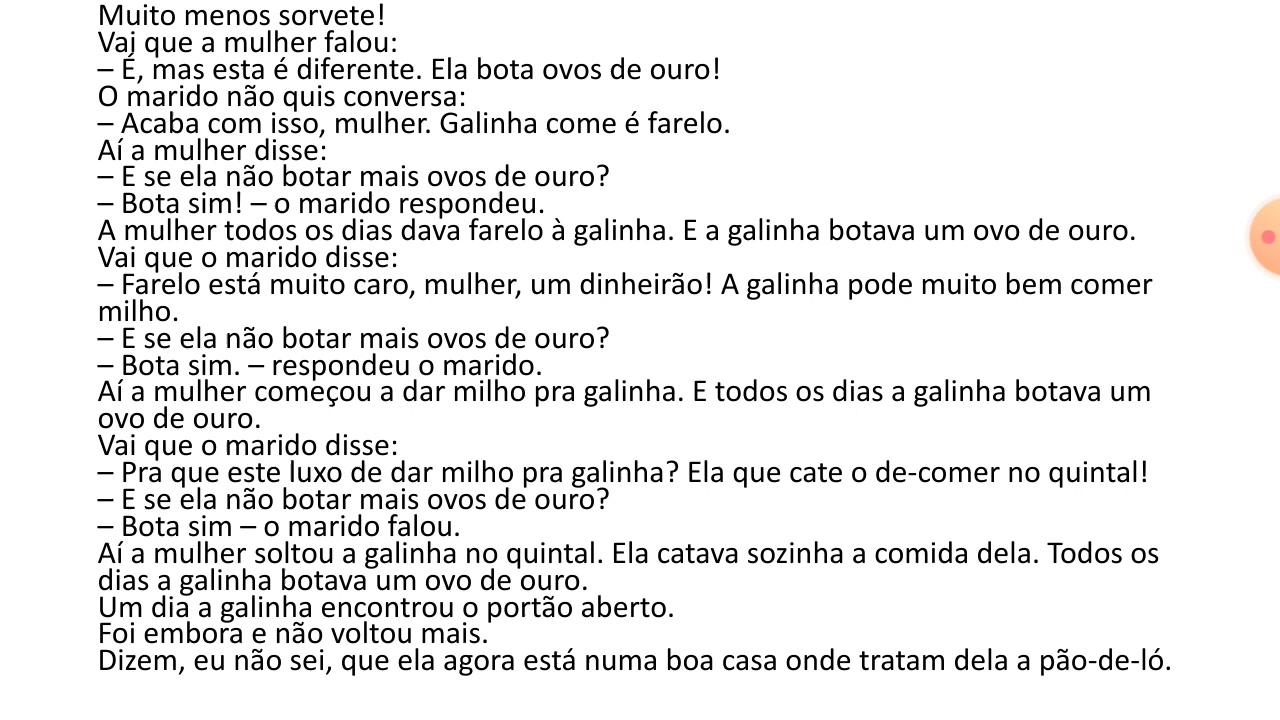 Muito menos sorvete!
Vai que a mulher falou:
– É, mas esta é diferente. Ela bota ovos de ouro!
O marido não quis conversa:
– Acaba com isso, mulher. Galinha come é farelo.
Aí a mulher disse:
– E se ela não botar mais ovos de ouro?
– Bota sim! – o marido respondeu.
A mulher todos os dias dava farelo à galinha. E a galinha botava um ovo de ouro.
Vai que o marido disse:
– Farelo está muito caro, mulher, um dinheirão! A galinha pode muito bem comer
milho.
– E se ela não botar mais ovos de ouro?
– Bota sim. – respondeu o marido.
Aí a mulher começou a dar milho pra galinha. E todos os dias a galinha botava um
ovo de ouro.
Vai que o marido disse:
– Pra que este luxo de dar milho pra galinha? Ela que cate o de-comer no quintal!
– E se ela não botar mais ovos de ouro?
– Bota sim – o marido falou.
Aí a mulher soltou a galinha no quintal. Ela catava sozinha a comida dela. Todos os
dias a galinha botava um ovo de ouro.
Um dia a galinha encontrou o portão aberto.
Foi embora e não voltou mais.
Dizem, eu não sei, que ela agora está numa boa casa onde tratam dela a pão-de-ló.